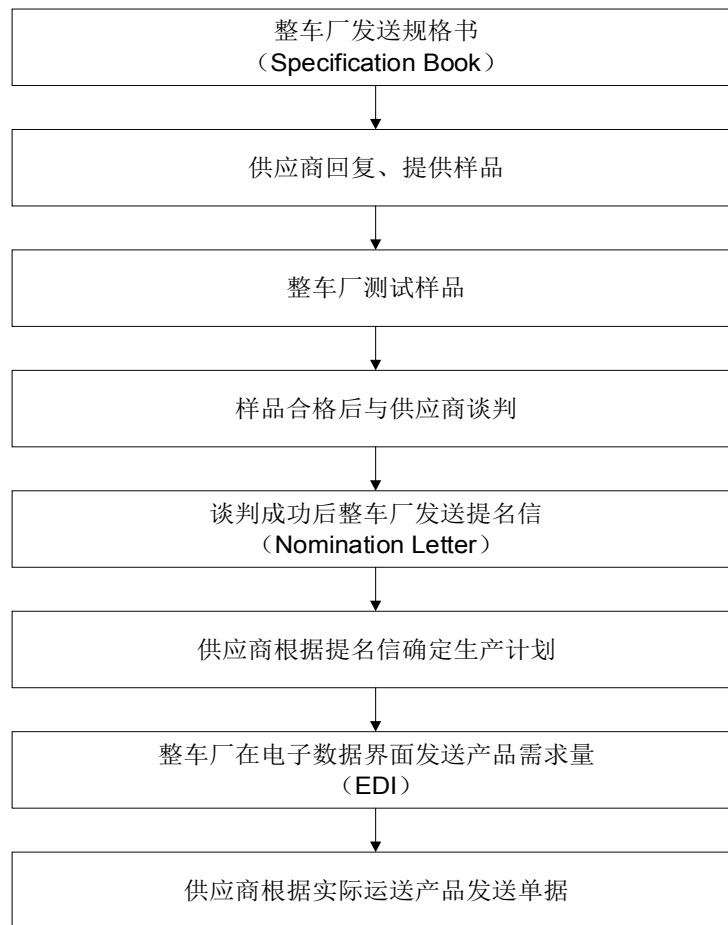 整车厂发送规格书
（Specification Book）
供应商回复、提供样品
整车厂测试样品
样品合格后与供应商谈判
谈判成功后整车厂发送提名信
（Nomination Letter）
供应商根据提名信确定生产计划
整车厂在电子数据界面发送产品需求量
（EDI）
供应商根据实际运送产品发送单据